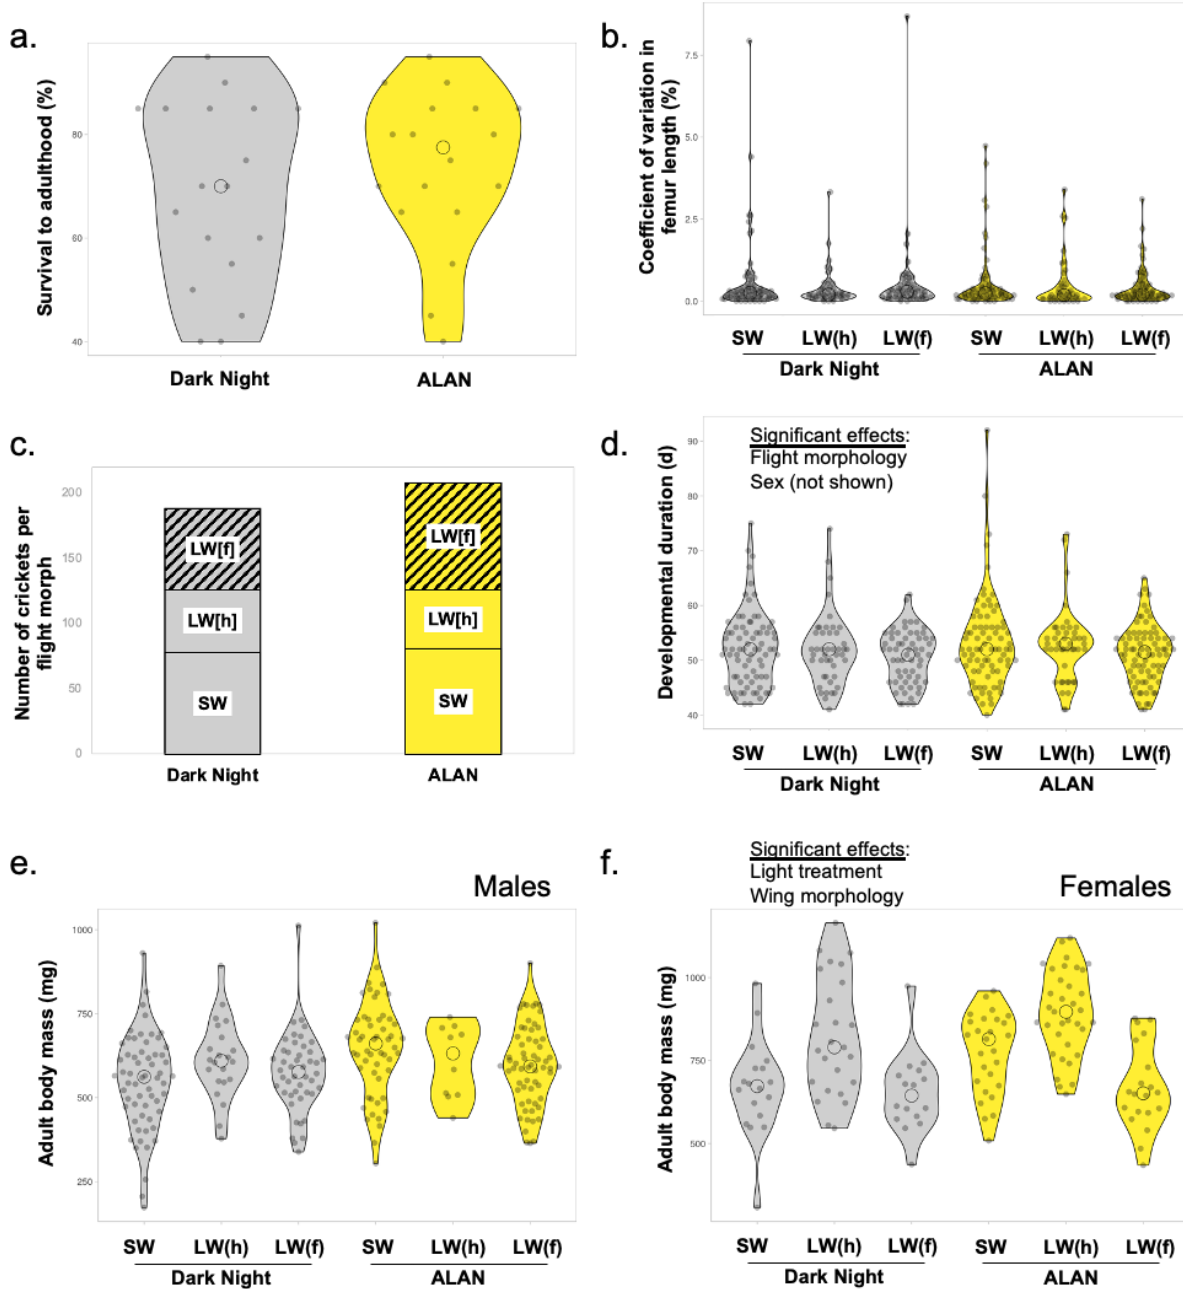 a.
Survival to adulthood (%)
80
60
40
Dark Night
ALAN
b.
Coefficient of variation in
femur length (%)
7.5
5.0
2.5
0.0
SW LW(h) LW(f) SW LW(h) LW(f)
Dark Night ALAN
c.
Number of crickets per
flight morph
200
150
100
50
0
LW[f]
LW[h]
SW
LW[f]
LW[h]
SW
Dark Night
ALAN
d.
Developmental duration (d)
Significant effects:
Flight morphology
Sex (not shown)
90
80
70
60
50
40
SW LW(h) LW(f) SW LW(h) LW(f)
Dark Night ALAN
e.
Males
Adult body mass (mg)
1000
750
500
250
SW LW(h) LW(f) SW LW(h) LW(f)
Dark Night ALAN
f.
Significant effects:
Light treatment
Wing morphology
Females
Adult body mass (mg)
1000
750
500
SW LW(h) LW(f) SW LW(h) LW(f)
Dark Night ALAN